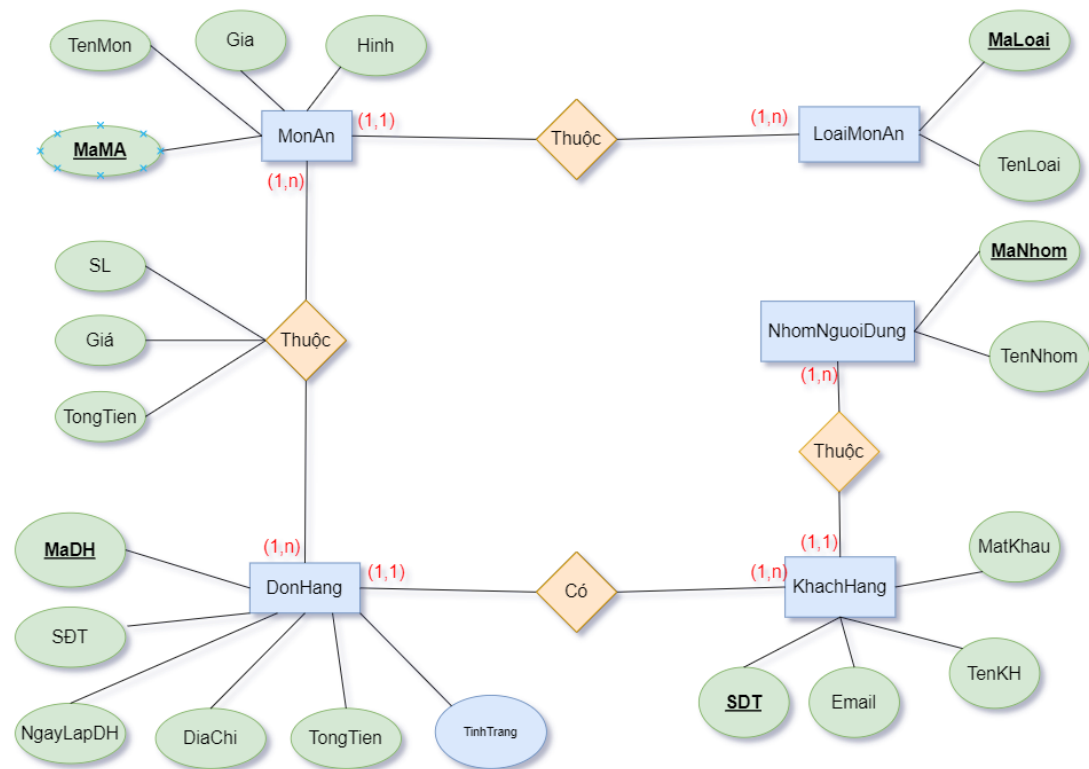 TenMon
Gia
Hinh
MaLoai
MaMA
MonAn
(1,1)
Thuộc
(1,n)
LoaiMonAn
TenLoai
(1,n)
SL
Giá
TongTien
Thuộc
MaNhom
NhomNguoiDung
TenNhom
(1,n)
Thuộc
(1,n)
(1,1)
MaDH
DonHang
(1,1)
Có
(1,n)
KhachHang
MatKhau
SĐT
NgayLapDH
DiaChi
TongTien
TinhTrang
SDT
Email
TenKH